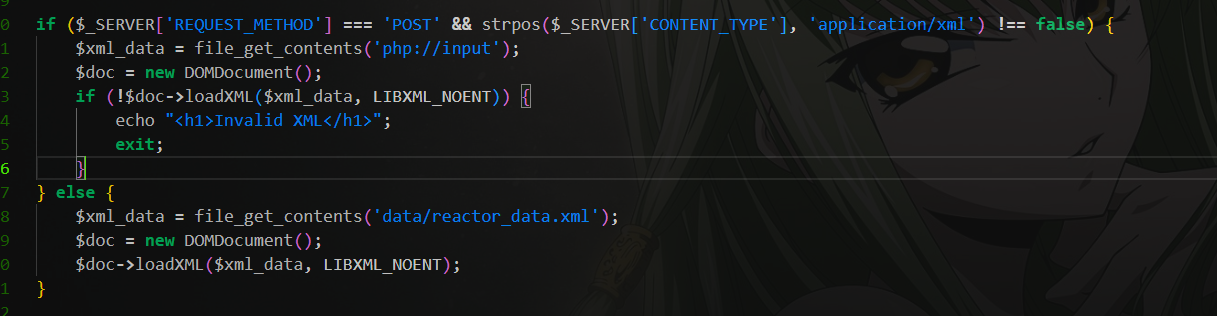 9
0 if ($_SERVER['REQUEST_METHOD'] === 'POST' && strpos($_SERVER['CONTENT_TYPE'], 'application/xml') !== false) {
1     $xml_data = file_get_contents('php://input');
2     $doc = new DOMDocument();
3     if (!$doc->loadXML($xml_data, LIBXML_NOENT)) {
4         echo "<h1>Invalid XML</h1>";
5         exit;
6     }
7 } else {
8     $xml_data = file_get_contents('data/reactor_data.xml');
9     $doc = new DOMDocument();
0     $doc->loadXML($xml_data, LIBXML_NOENT);
1 }
2